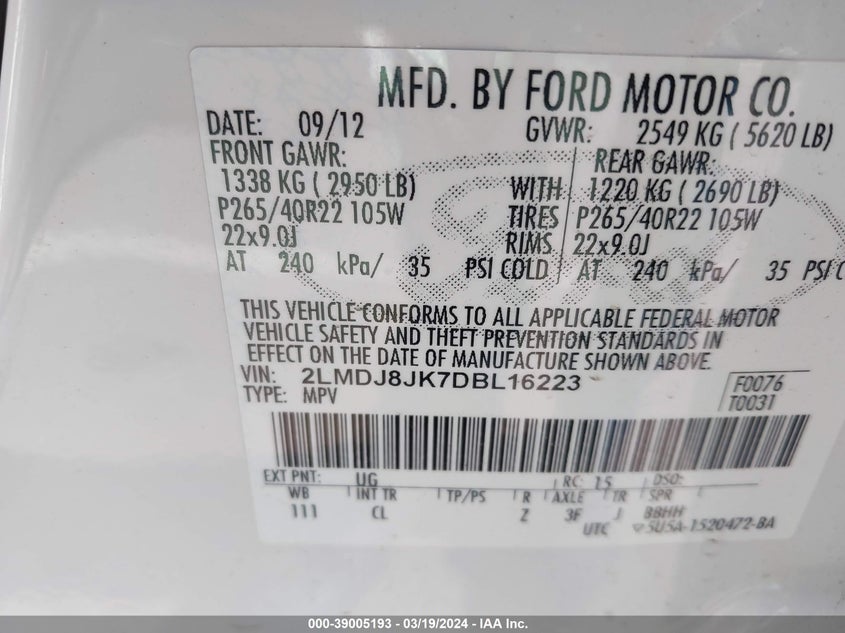 MFD. BY FORD MOTOR CO.
DATE: 09/12 GVWR: 2549 KG ( 5620 LB)
FRONT GAWR: REAR GAWR:
1338 KG ( 2950 LB) WITH 1220 KG ( 2690 LB)
P265/40R22 105W TIRES P265/40R22 105W
22x9.0J RIMS 22x9.0J
AT 240 kPa/ 35 PSI COLD AT 240 kPa/ 35 PSI C
THIS VEHICLE CONFORMS TO ALL APPLICABLE FEDERAL MOTOR
VEHICLE SAFETY AND THEFT PREVENTION STANDARDS IN
EFFECT ON THE DATE OF MANUFACTURE SHOWN ABOVE.
VIN: 2LMDJ8JK7DBL16223 F0076
TYPE: MPV T0031
EXT PNT: UG RC: 15 DSO:
WB INT TR TP/PS R AXLE TR SPR
111 CL Z 3F J BBHH
UTC 5U5A-1520472-BA
000-39005193 - 03/19/2024 - IAA Inc.